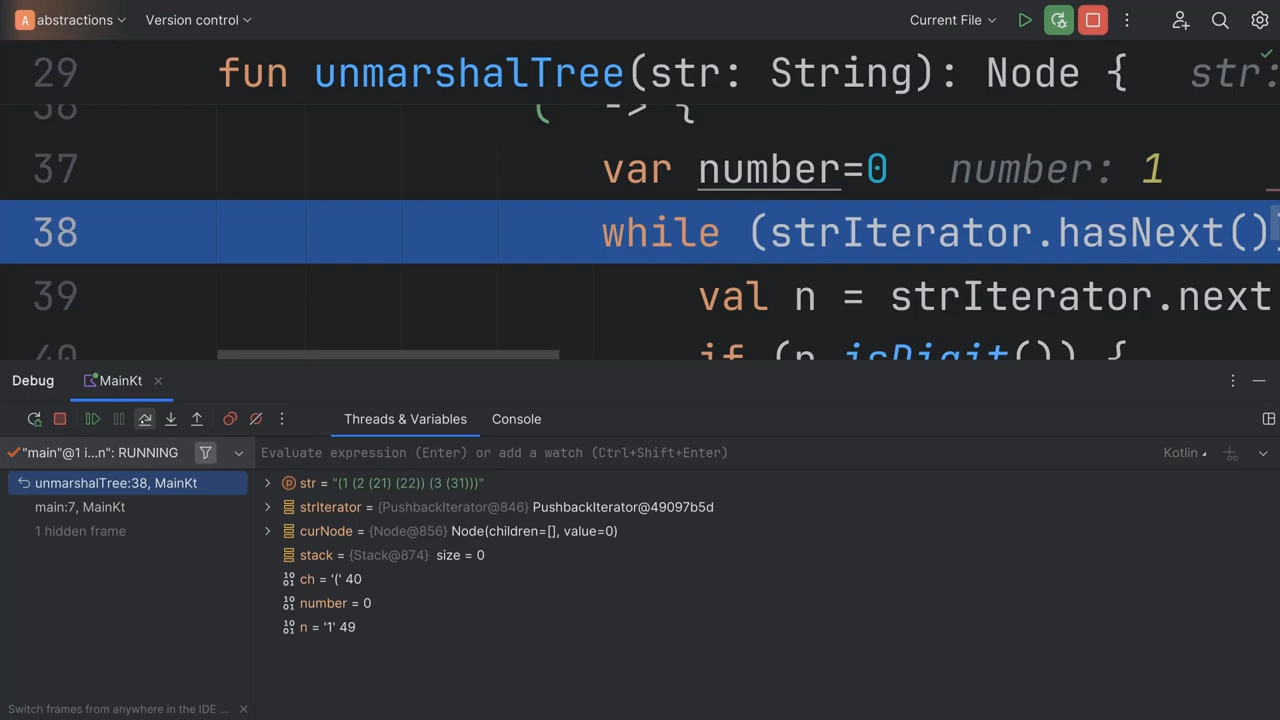 A abstractions Version control Current File
29 fun unmarshalTree(str: String): Node { str:
36 '(' -> {
37 var number=0 number: 1
38 while (strIterator.hasNext()
39 val n = strIterator.next
40 if (n.isDigit()) {
Debug MainKt
Threads & Variables Console
"main"@1 i...n": RUNNING
Evaluate expression (Enter) or add a watch (Ctrl+Shift+Enter) Kotlin
unmarshalTree:38, MainKt
main:7, MainKt
1 hidden frame
str = "(1 (2 (21) (22)) (3 (31)))"
strIterator = {PushbackIterator@846} PushbackIterator@49097b5d
curNode = {Node@856} Node(children=[], value=0)
stack = {Stack@874} size = 0
ch = '(' 40
number = 0
n = '1' 49
Switch frames from anywhere in the IDE ...